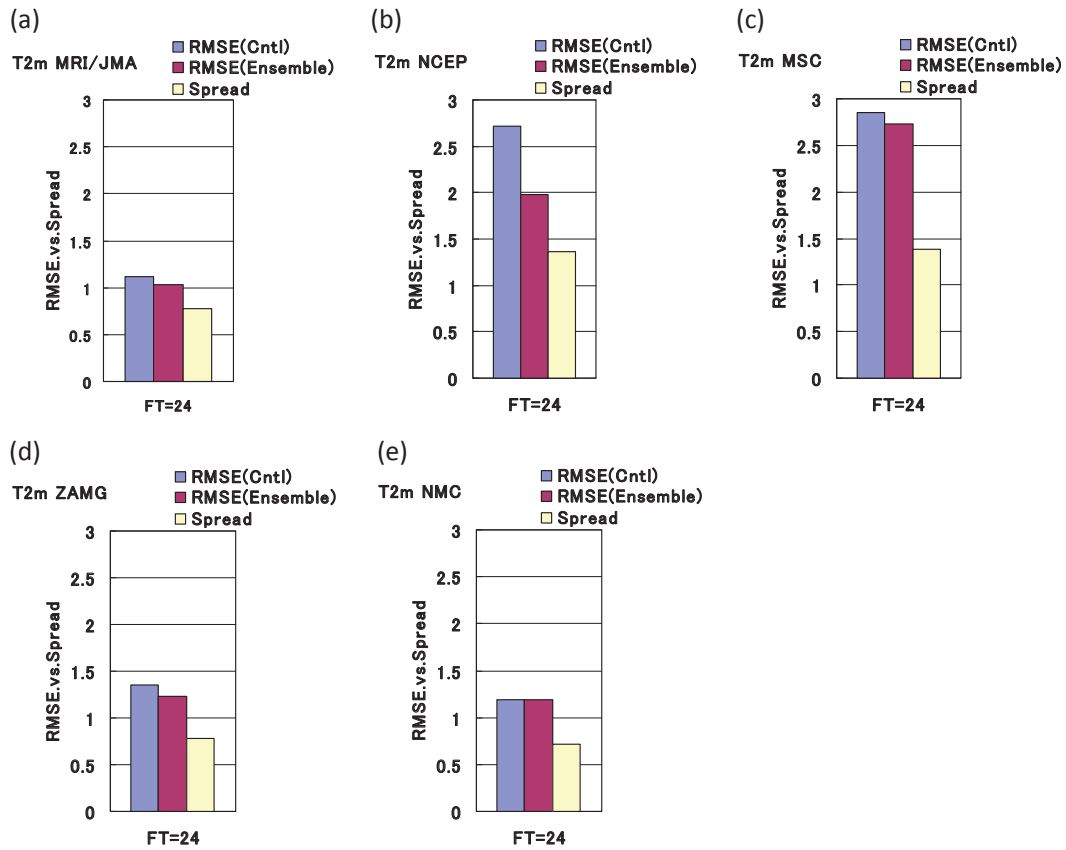 (a)
T2m MRI/JMA
RMSE(Cntl)
RMSE(Ensemble)
Spread
3
2.5
2
1.5
1
0.5
0
RMSE.vs.Spread
FT=24
(b)
T2m NCEP
RMSE(Cntl)
RMSE(Ensemble)
Spread
3
2.5
2
1.5
1
0.5
0
RMSE.vs.Spread
FT=24
(c)
T2m MSC
RMSE(Cntl)
RMSE(Ensemble)
Spread
3
2.5
2
1.5
1
0.5
0
RMSE.vs.Spread
FT=24
(d)
T2m ZAMG
RMSE(Cntl)
RMSE(Ensemble)
Spread
3
2.5
2
1.5
1
0.5
0
RMSE.vs.Spread
FT=24
(e)
T2m NMC
RMSE(Cntl)
RMSE(Ensemble)
Spread
3
2.5
2
1.5
1
0.5
0
RMSE.vs.Spread
FT=24